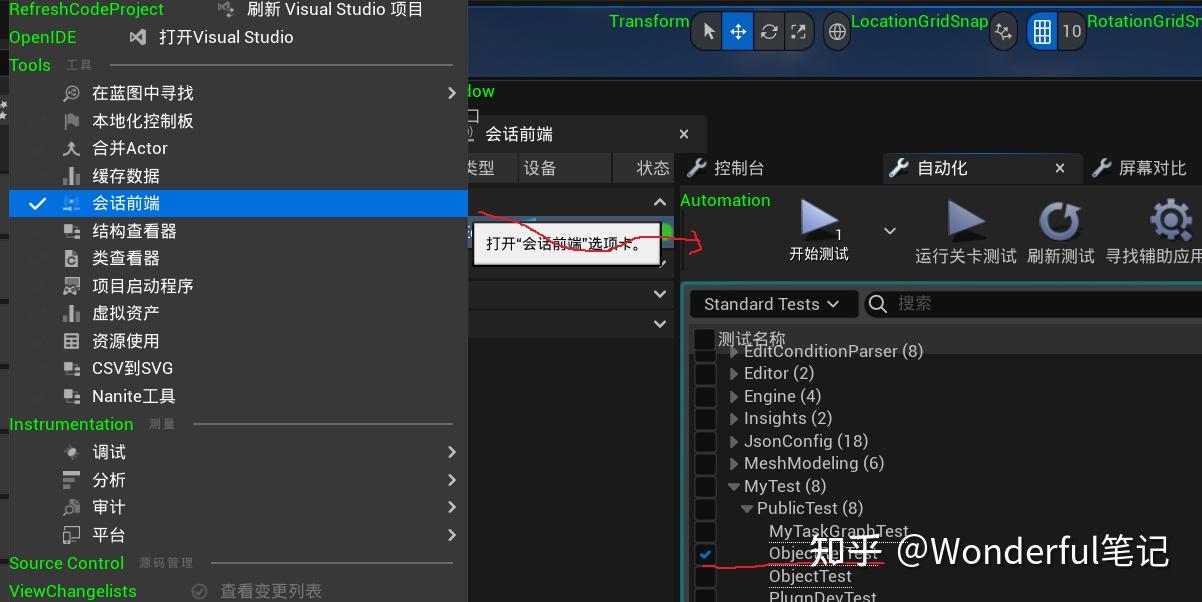 RefreshCodeProject 刷新 Visual Studio 项目
OpenIDE 打开Visual Studio
Tools 工具
在蓝图中寻找
本地化控制板
合并Actor
缓存数据
会话前端
结构查看器
类查看器
项目启动程序
虚拟资产
资源使用
CSV到SVG
Nanite工具
Instrumentation 测量
调试
分析
审计
平台
Source Control 源码管理
ViewChangelists 查看变更列表
Transform
LocationGridSnap
10
会话前端
类型 设备 状态
打开“会话前端”选项卡。
控制台 自动化 屏幕对比
Automation
1
开始测试 运行关卡测试 刷新测试
Standard Tests 搜索
测试名称
EditConditionParser (8)
Editor (2)
Engine (4)
Insights (2)
JsonConfig (18)
MeshModeling (6)
MyTest (8)
PublicTest (8)
MyTaskGraphTest
ObjectTest
知乎 @Wonderful笔记